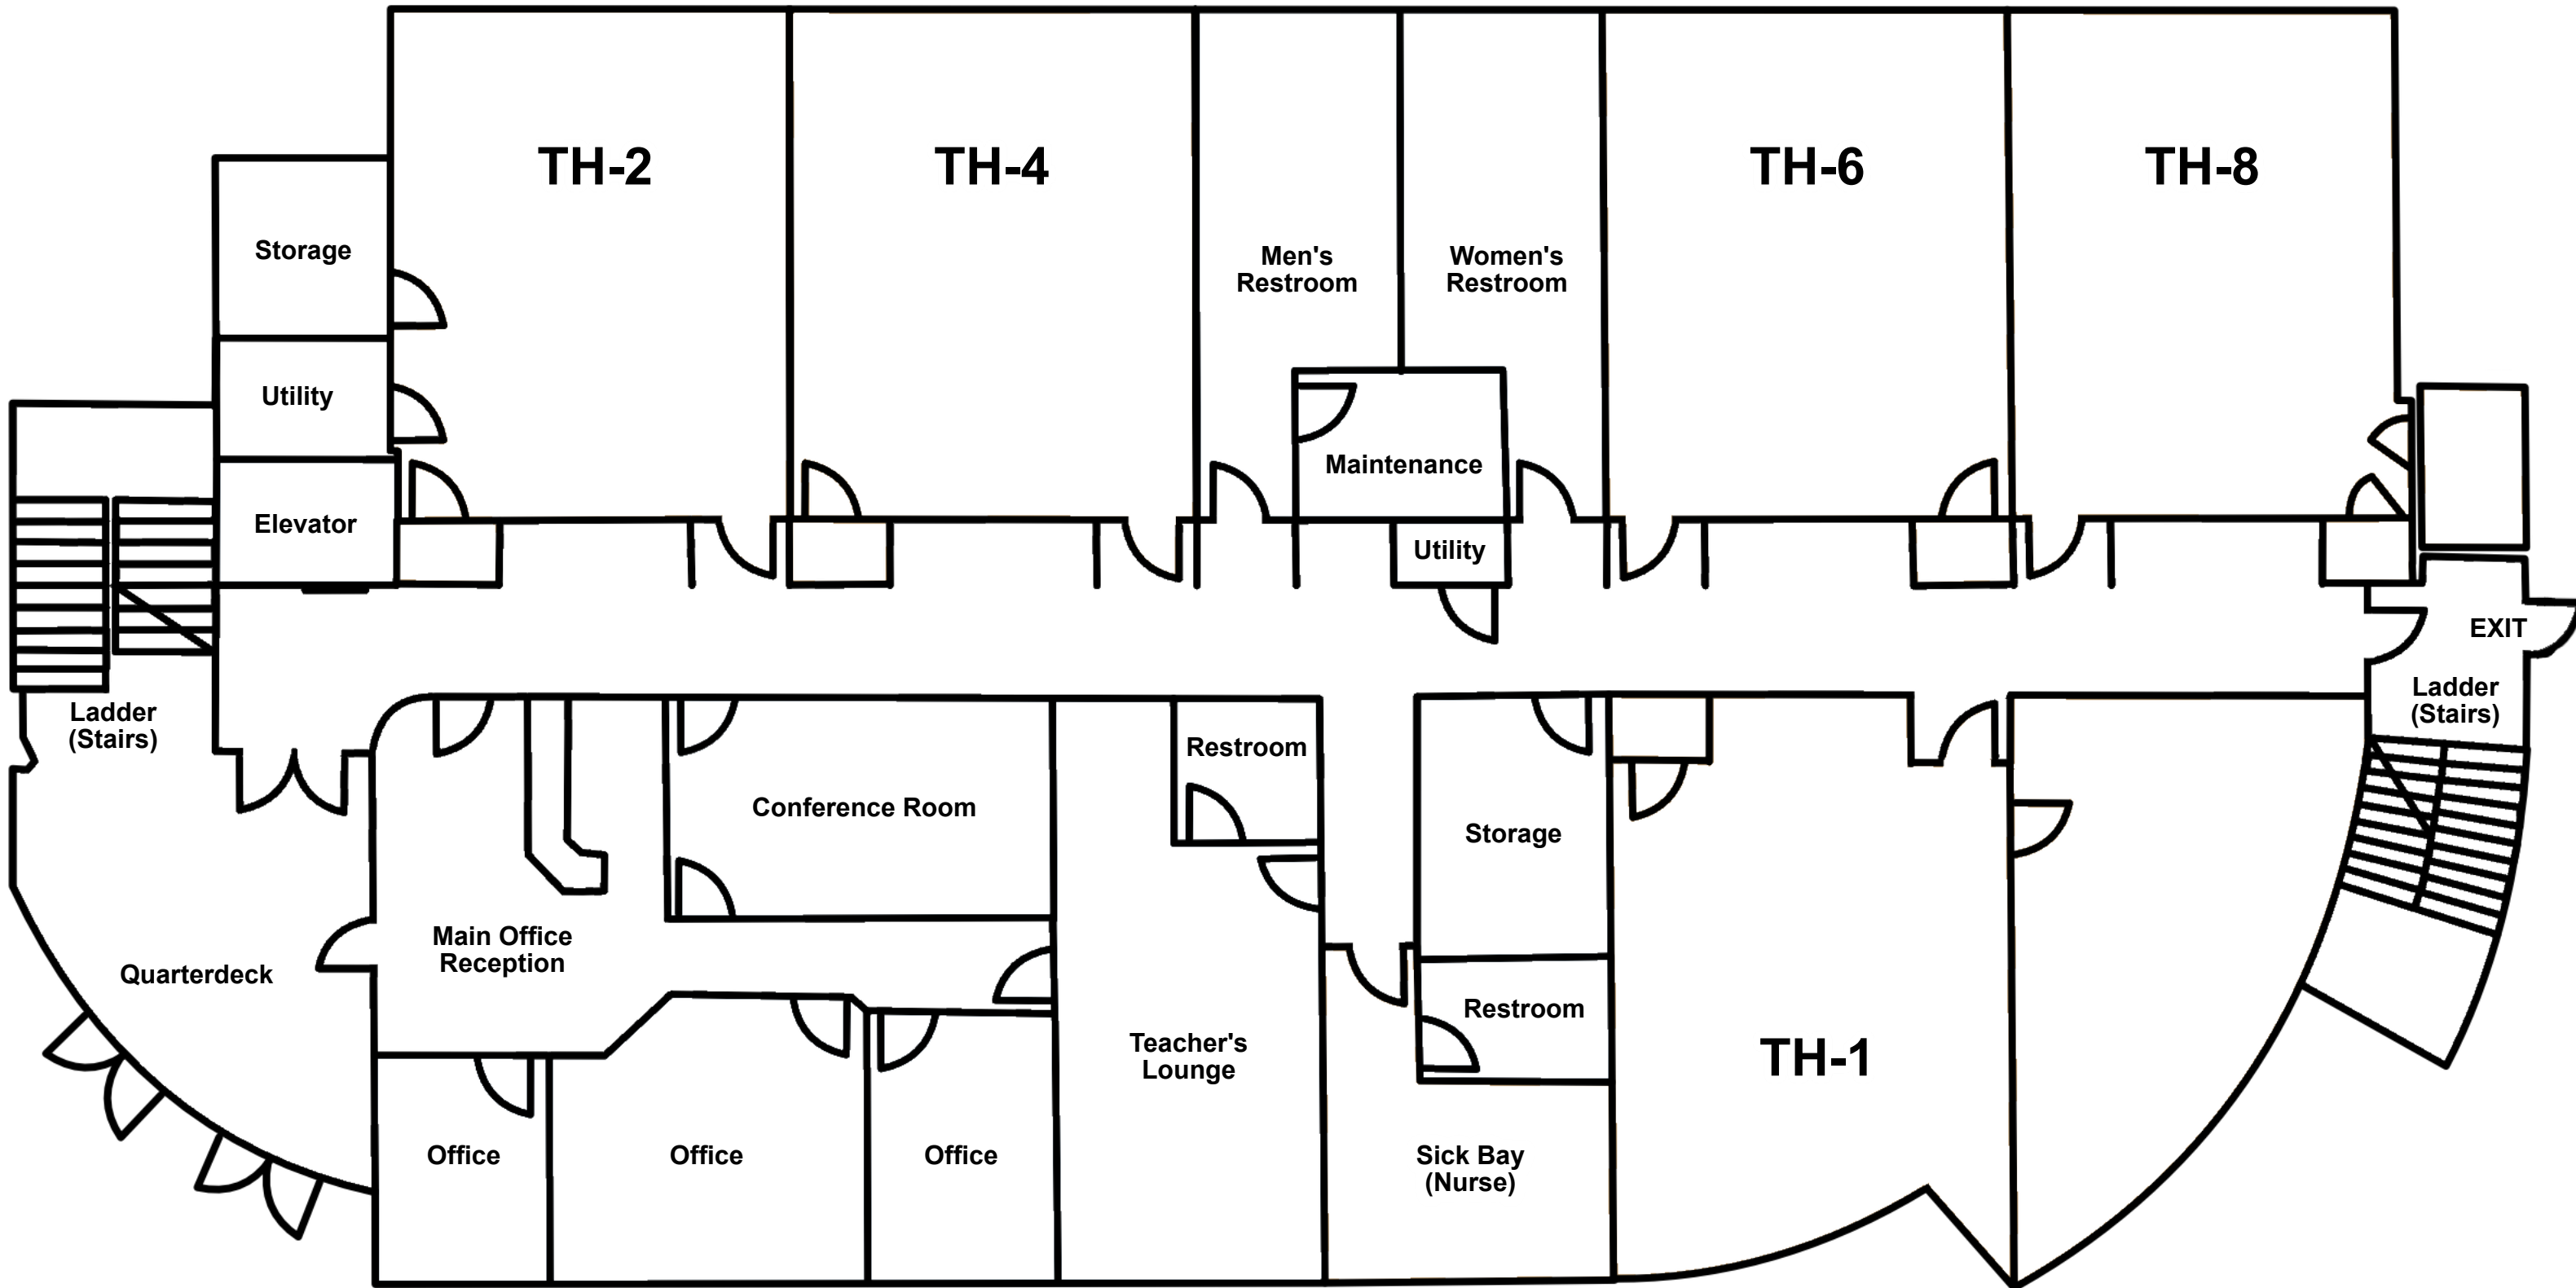 TH-2
TH-4
TH-6
TH-8
Storage
Men's
Restroom
Women's
Restroom
Utility
Maintenance
Elevator
Utility
EXIT
Ladder
(Stairs)
Ladder
(Stairs)
Restroom
Conference Room
Storage
Main Office
Reception
Quarterdeck
Restroom
Teacher's
Lounge
TH-1
Office
Office
Office
Sick Bay
(Nurse)